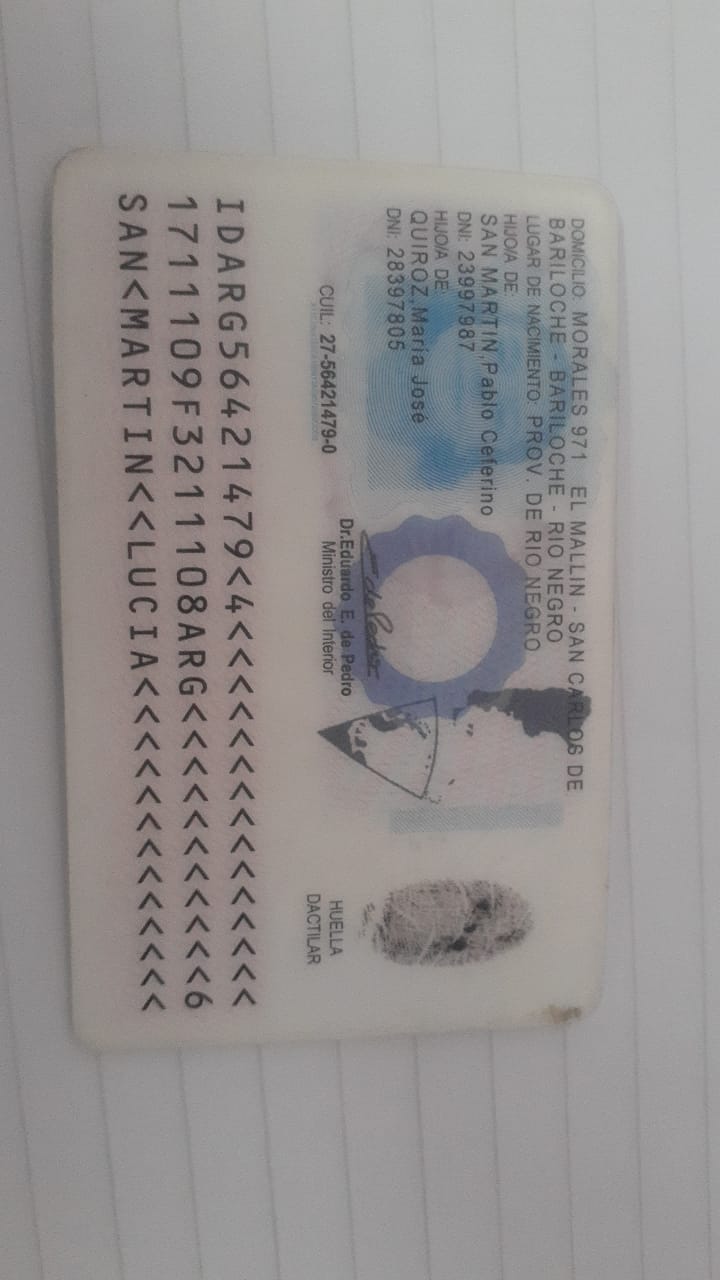 DOMICILIO: MORALES 971 EL MALLIN - SAN CARLOS DE
BARILOCHE - BARILOCHE - RIO NEGRO
LUGAR DE NACIMIENTO: PROV. DE RIO NEGRO
HIJO/A DE:
SAN MARTIN,Pablo Ceferino
DNI: 23997987
HIJO/A DE:
QUIROZ,María José
DNI: 28397805
CUIL: 27-56421479-0
Dr.Eduardo E. de Pedro
Ministro del Interior
HUELLA
DACTILAR
IDARG56421479<4<<<<<<<<<<<<<<<
1711109F3211108ARG<<<<<<<<<<<6
SAN<MARTIN<<LUCIA<<<<<<<<<<<<<